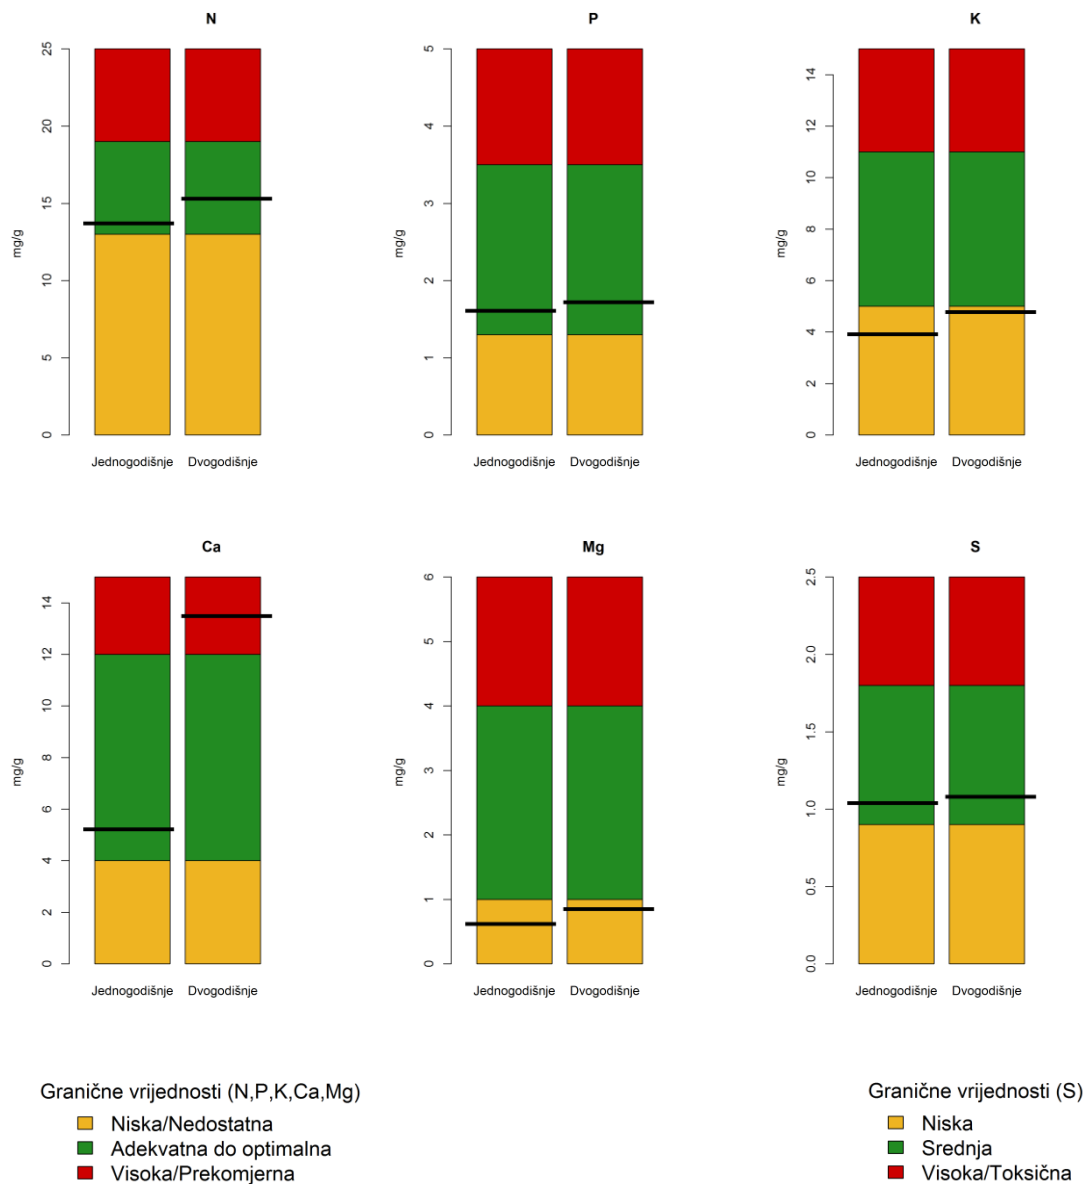 N
P
K
25
20
15
10
5
0
mg/g
Jednogodišnje
Dvogodišnje
5
4
3
2
1
0
mg/g
Jednogodišnje
Dvogodišnje
14
12
10
8
6
4
2
0
mg/g
Jednogodišnje
Dvogodišnje
Ca
Mg
S
14
12
10
8
6
4
2
0
mg/g
Jednogodišnje
Dvogodišnje
6
5
4
3
2
1
0
mg/g
Jednogodišnje
Dvogodišnje
2.5
2.0
1.5
1.0
0.5
0.0
mg/g
Jednogodišnje
Dvogodišnje
Granične vrijednosti (N,P,K,Ca,Mg)
Niska/Nedostatna
Adekvatna do optimalna
Visoka/Prekomjerna
Granične vrijednosti (S)
Niska
Srednja
Visoka/Toksična